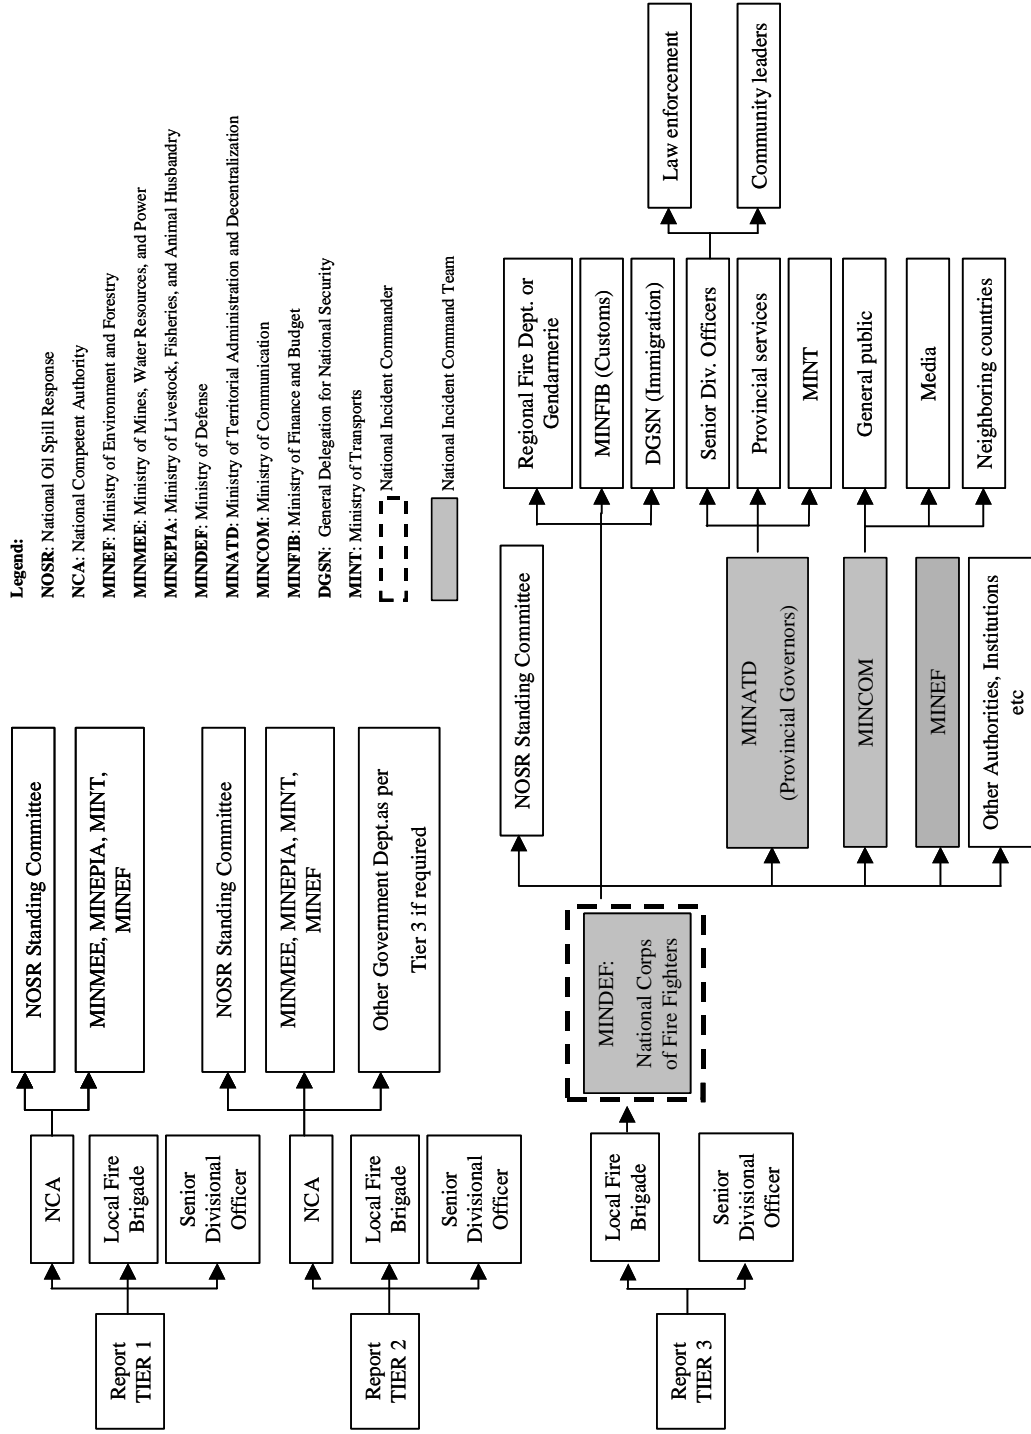 Legend:
NOSR: National Oil Spill Response
NCA: National Competent Authority
MINEF: Ministry of Environment and Forestry
MINMEE: Ministry of Mines, Water Resources, and Power
MINEPIA: Ministry of Livestock, Fisheries, and Animal Husbandry
MINDEF: Ministry of Defense
MINATD: Ministry of Territorial Administration and Decentralization
MINCOM: Ministry of Communication
MINFIB: Ministry of Finance and Budget
DGSN: General Delegation for National Security
MINT: Ministry of Transports
National Incident Commander
National Incident Command Team
Report
TIER 1
NCA
Local Fire
Brigade
Senior
Divisional
Officer
NOSR Standing Committee
MINMEE, MINEPIA, MINT,
MINEF
Report
TIER 2
NCA
Local Fire
Brigade
Senior
Divisional
Officer
NOSR Standing Committee
MINMEE, MINEPIA, MINT,
MINEF
Other Government Dept.as per
Tier 3 if required
Report
TIER 3
Local Fire
Brigade
Senior
Divisional
Officer
MINDEF:
National Corps
of Fire Fighters
NOSR Standing Committee
MINATD
(Provincial Governors)
MINCOM
MINEF
Other Authorities, Institutions
etc
Regional Fire Dept. or
Gendarmerie
MINFIB (Customs)
DGSN (Immigration)
Senior Div. Officers
Provincial services
MINT
General public
Media
Neighboring countries
Law enforcement
Community leaders